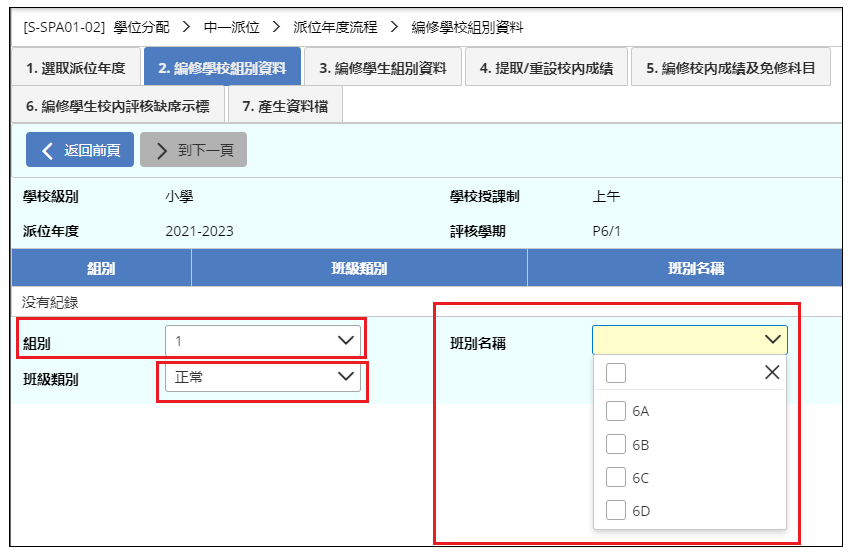 [S-SPA01-02] 學位分配 > 中一派位 > 派位年度流程 > 編修學校組別資料
1. 選取派位年度 2. 編修學校組別資料 3. 編修學生組別資料 4. 提取/重設校內成績 5. 編修校內成績及免修科目
6. 編修學生校內評核缺席示標 7. 產生資料檔
返回前頁 到下一頁
學校級別 小學 學校授課制 上午
派位年度 2021-2023 評核學期 P6/1
組別 班級類別 班別名稱
没有紀錄
組別 1 班別名稱
班級類別 正常
6A
6B
6C
6D